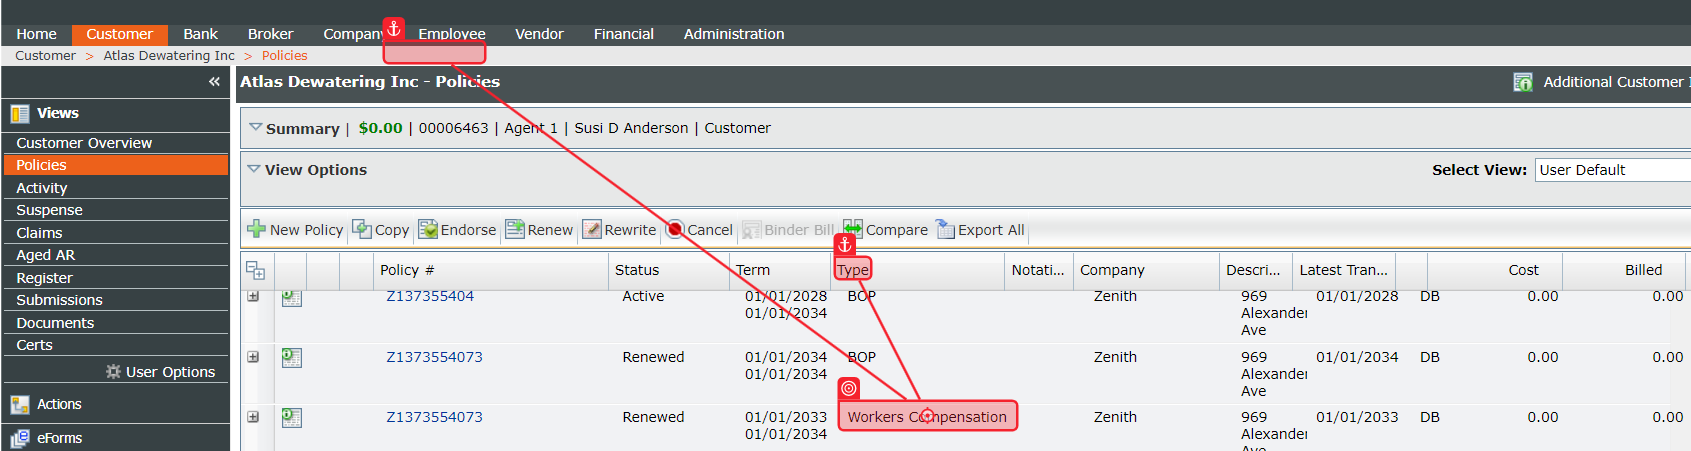 Home Customer Bank Broker Company Employee Vendor Financial Administration
Customer > Atlas Dewatering Inc > Policies
«
Atlas Dewatering Inc - Policies
Additional Customer
Views
Customer Overview
Policies
Activity
Suspense
Claims
Aged AR
Register
Submissions
Documents
Certs
User Options
Actions
eForms
Summary | $0.00 | 00006463 | Agent 1 | Susi D Anderson | Customer
View Options
Select View: User Default
New Policy Copy Endorse Renew Rewrite Cancel Binder Bill Compare Export All
Policy # Status Term Type Notati... Company Descri... Latest Tran... Cost Billed
Z137355404 Active 01/01/2028 BOP Zenith 969 01/01/2028 DB 0.00 0.00
01/01/2034 Alexander
Ave
Z1373554073 Renewed 01/01/2034 BOP Zenith 969 01/01/2034 DB 0.00 0.00
01/01/2034 Alexander
Ave
Z1373554073 Renewed 01/01/2033 Workers Compensation Zenith 969 01/01/2033 DB 0.00 0.00
01/01/2034 Alexander